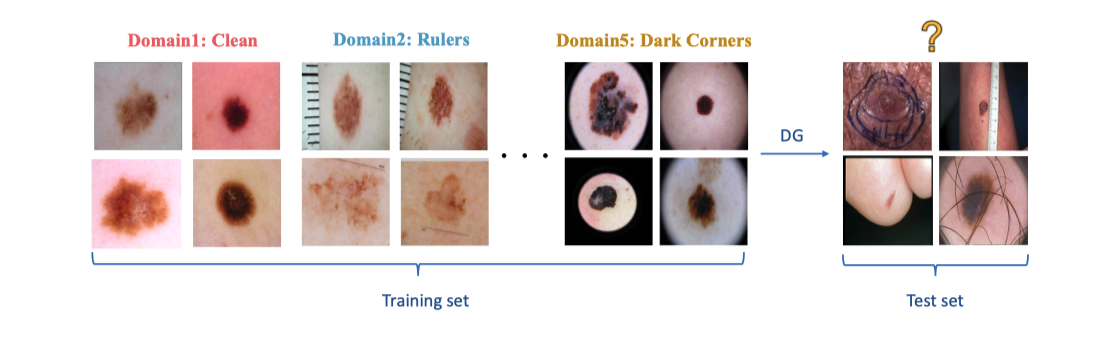 Domain1: Clean
Domain2: Rulers
Domain5: Dark Corners
?
. . .
DG
Training set
Test set